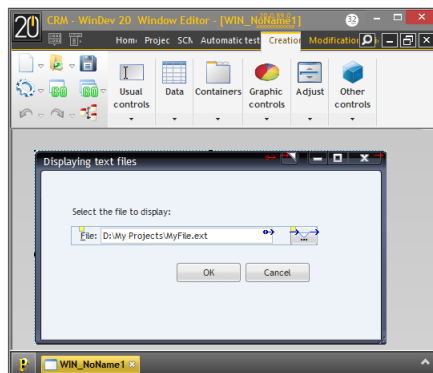 20 CRM - WinDev 20 Window Editor - [WIN_NoName1] 32
Home Projec SCM Automatic test Creation Modification
Usual controls Data Containers Graphic controls Adjust Other controls
Displaying text files
Select the file to display:
File: D:\My Projects\MyFile.ext ...
OK Cancel
WIN_NoName1 ×